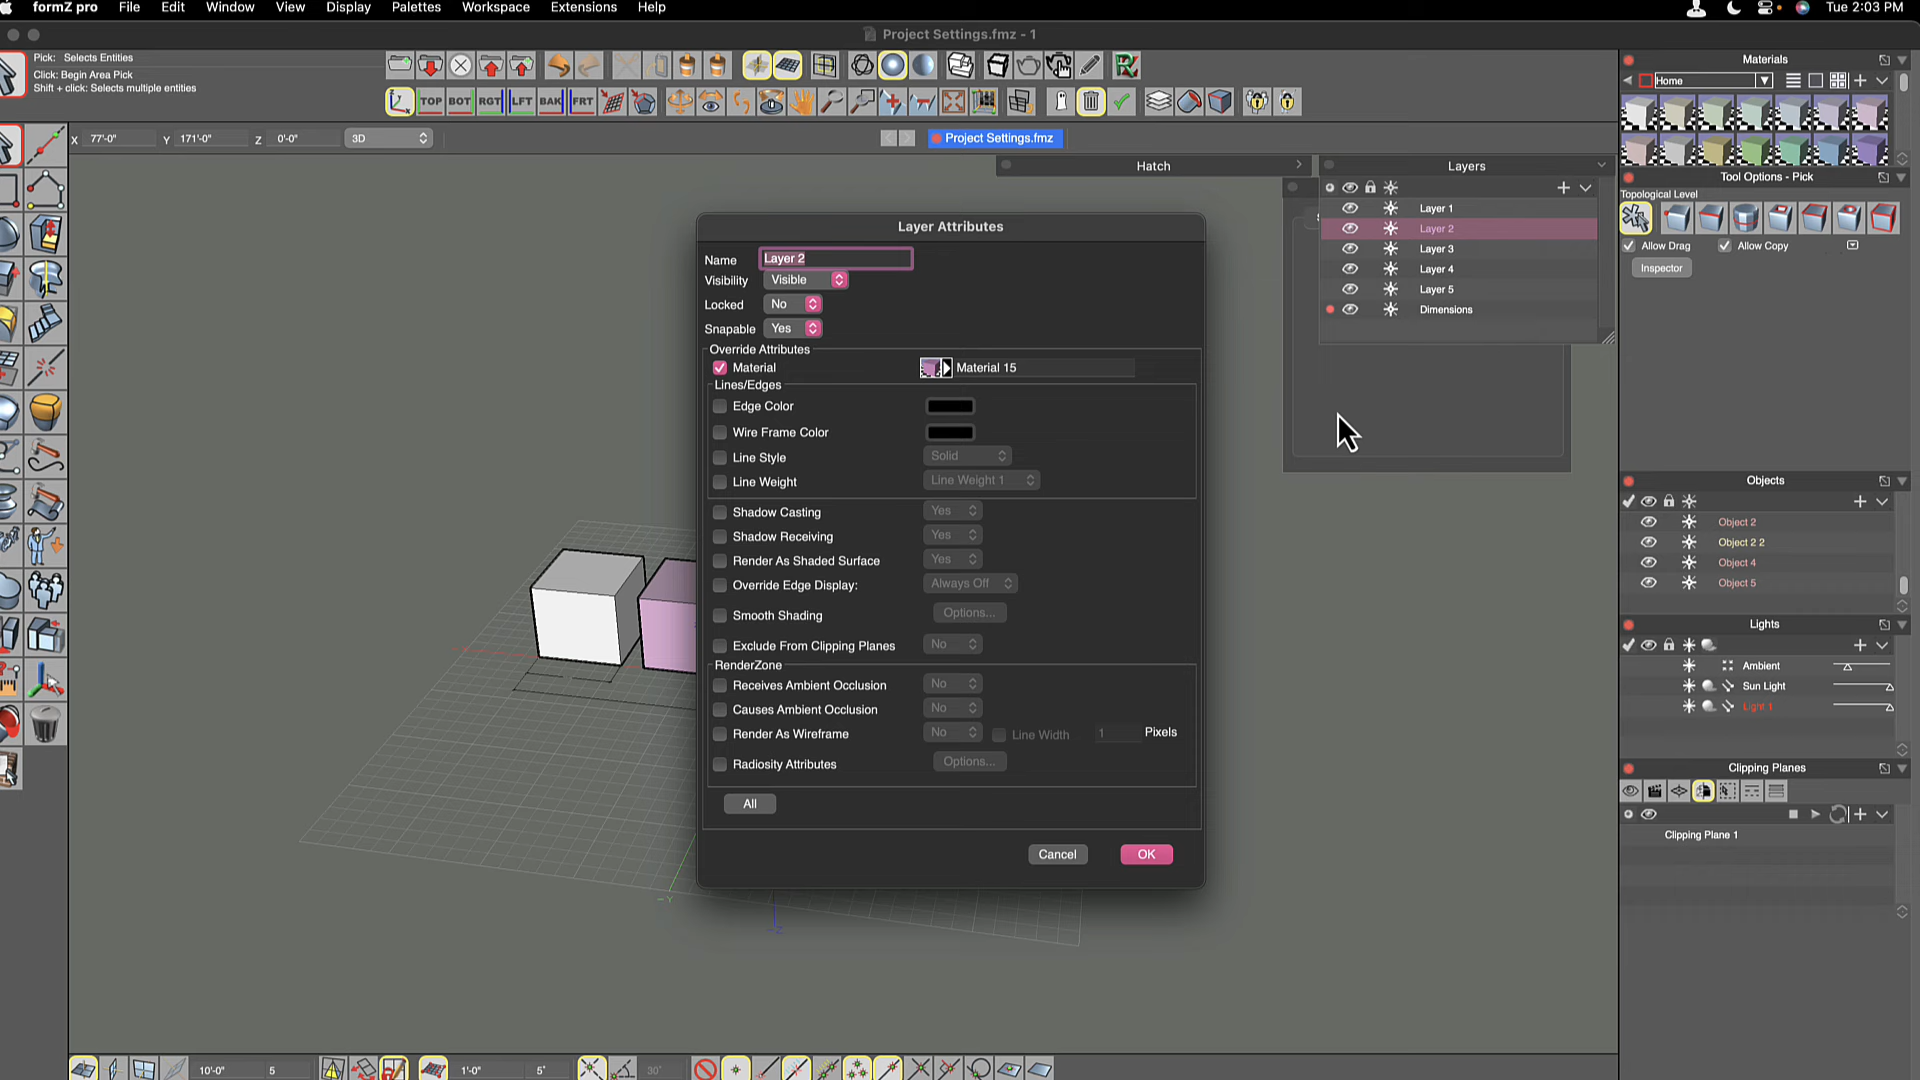 formZ pro File Edit Window View Display Palettes Workspace Extensions Help Tue 2:03 PM
Project Settings.fmz - 1
Pick: Selects Entities
Click: Begin Area Pick
Shift + click: Selects multiple entities
TOP BOT RGT LFT BAK FRT
X 77'-0" Y 171'-0" Z 0'-0" 3D
Project Settings.fmz
Hatch
Layers
Layer 1
Layer 2
Layer 3
Layer 4
Layer 5
Dimensions
Layer Attributes
Name Layer 2
Visibility Visible
Locked No
Snapable Yes
Override Attributes
Material Material 15
Lines/Edges
Edge Color
Wire Frame Color
Line Style Solid
Line Weight Line Weight 1
Shadow Casting Yes
Shadow Receiving Yes
Render As Shaded Surface Yes
Override Edge Display: Always Off
Smooth Shading Options...
Exclude From Clipping Planes No
RenderZone
Receives Ambient Occlusion No
Causes Ambient Occlusion No
Render As Wireframe No Line Width 1 Pixels
Radiosity Attributes Options...
All
Cancel OK
Materials
Home
Tool Options - Pick
Topological Level
Allow Drag Allow Copy
Inspector
Objects
Object 2
Object 2 2
Object 4
Object 5
Lights
Ambient
Sun Light
Light 1
Clipping Planes
Clipping Plane 1
-Y
-Z
10'-0" 5 1'-0" 5° 30°